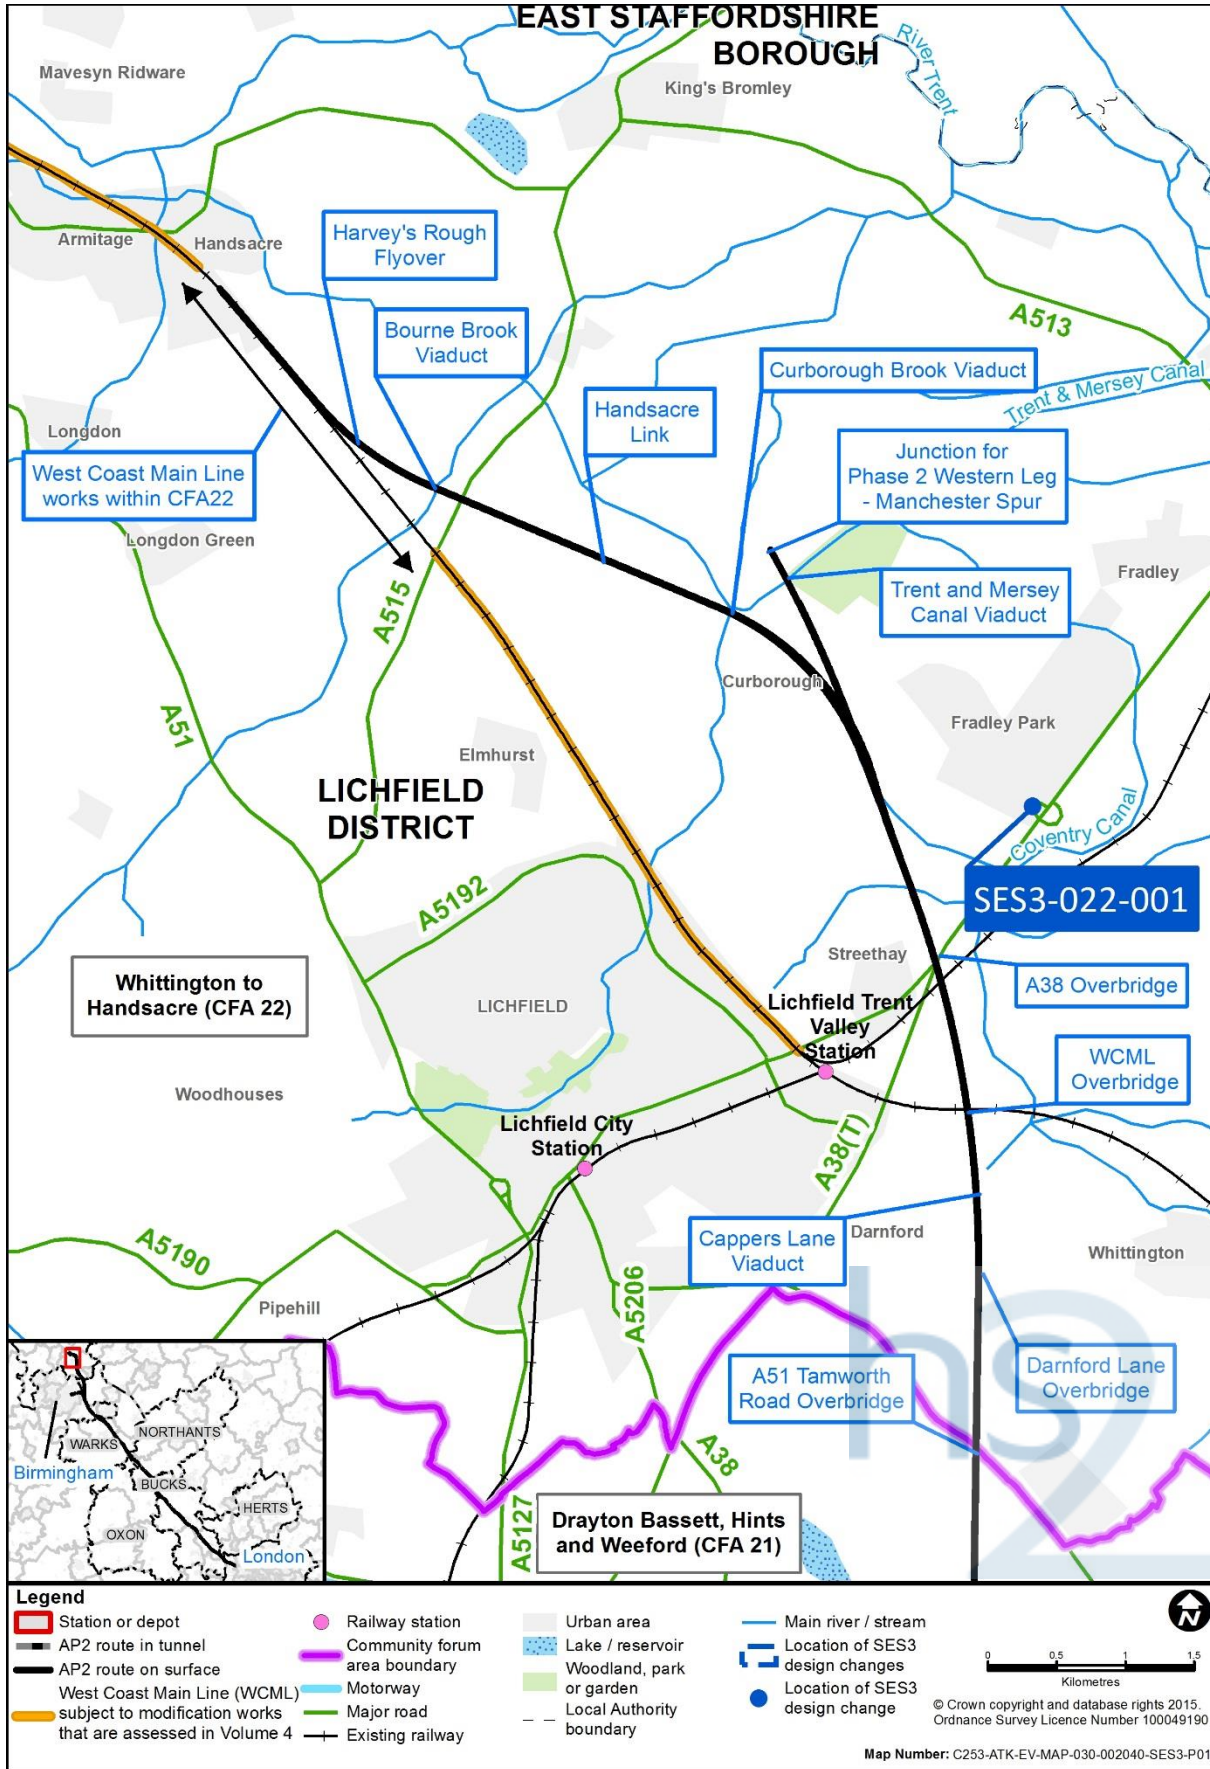 EAST STAFFORDSHIRE
BOROUGH
River Trent
Mavesyn Ridware
King's Bromley
Armitage
Handsacre
Harvey's Rough
Flyover
Bourne Brook
Viaduct
A513
Curborough Brook Viaduct
Trent & Mersey Canal
Handsacre
Link
Longdon
West Coast Main Line
works within CFA22
Junction for
Phase 2 Western Leg
- Manchester Spur
Longdon Green
Fradley
Trent and Mersey
Canal Viaduct
A515
Curborough
A51
Fradley Park
Elmhurst
LICHFIELD
DISTRICT
Coventry Canal
A5192
SES3-022-001
Streethay
Whittington to
Handsacre (CFA 22)
A38 Overbridge
LICHFIELD
Lichfield Trent
Valley
Station
WCML
Overbridge
Woodhouses
Lichfield City
Station
A38(T)
Cappers Lane
Viaduct
Darnford
Whittington
A5190
A5206
Pipehill
hs2
A51 Tamworth
Road Overbridge
Darnford Lane
Overbridge
A38
A5127
Drayton Bassett, Hints
and Weeford (CFA 21)
NORTHANTS
WARKS
Birmingham
BUCKS
HERTS
OXON
London
Legend
Station or depot
AP2 route in tunnel
AP2 route on surface
West Coast Main Line (WCML)
subject to modification works
that are assessed in Volume 4
Railway station
Community forum
area boundary
Motorway
Major road
Existing railway
Urban area
Lake / reservoir
Woodland, park
or garden
Local Authority
boundary
Main river / stream
Location of SES3
design changes
Location of SES3
design change
N
0 0.5 1 1.5
Kilometres
© Crown copyright and database rights 2015.
Ordnance Survey Licence Number 100049190
Map Number: C253-ATK-EV-MAP-030-002040-SES3-P01